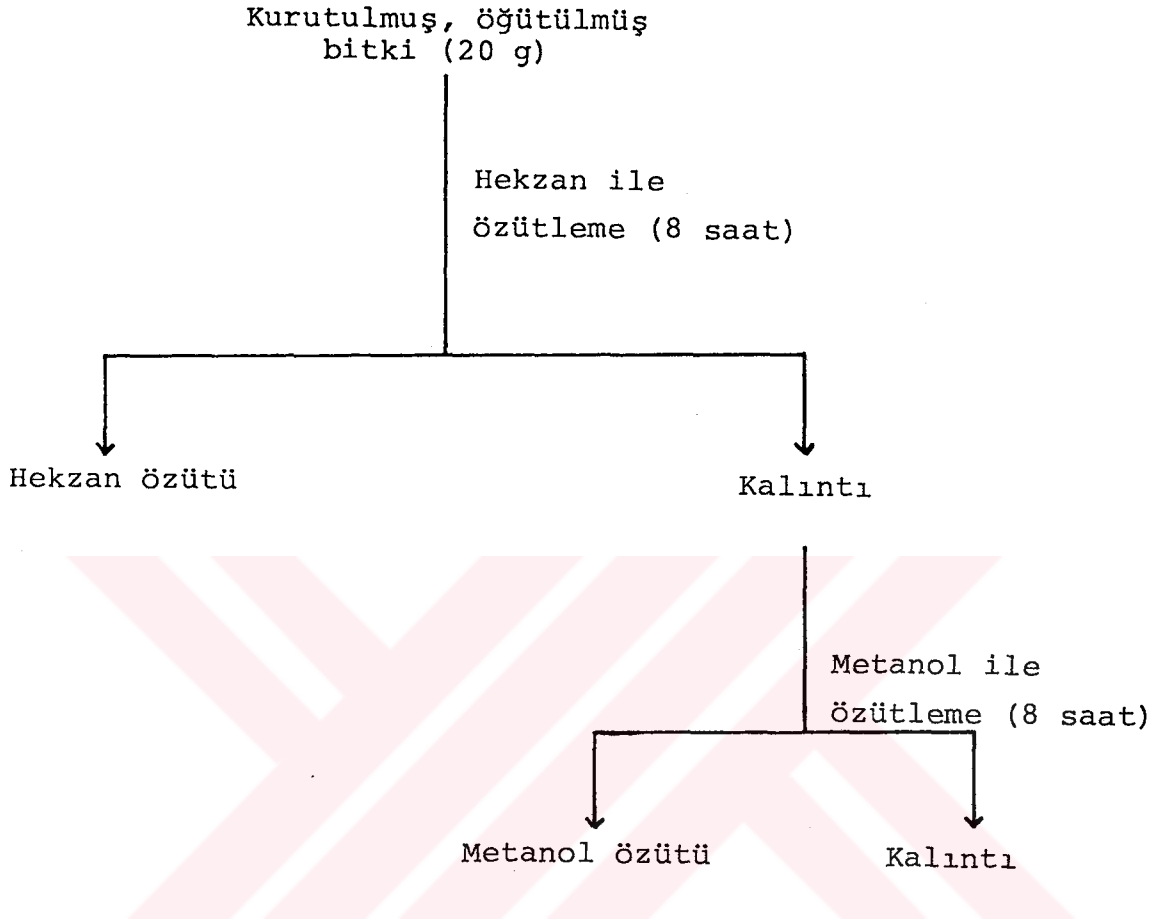 Kurutulmuş, öğütülmüş
bitki (20 g)
Hekzan ile
özütleme (8 saat)
Hekzan özütü
Kalıntı
Metanol ile
özütleme (8 saat)
Metanol özütü
Kalıntı